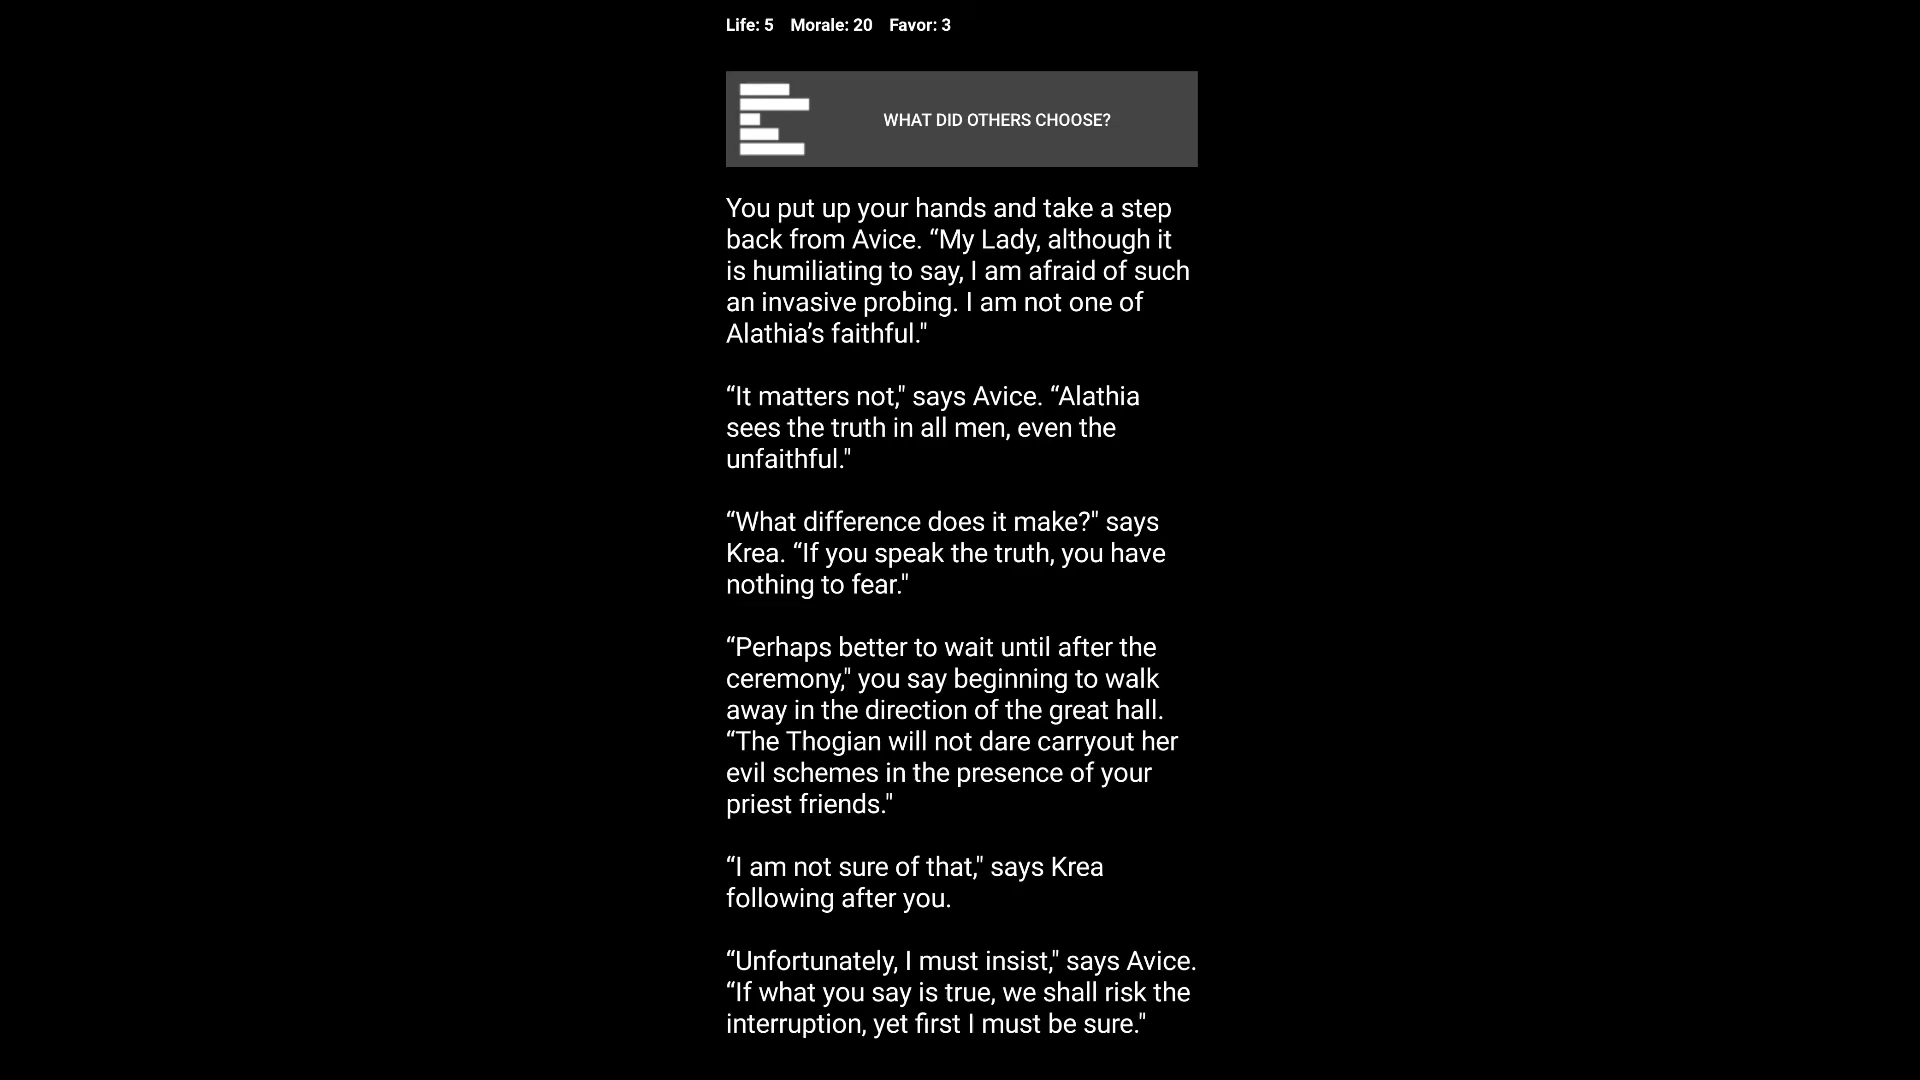 Life: 5 Morale: 20 Favor: 3
WHAT DID OTHERS CHOOSE?
You put up your hands and take a step
back from Avice. “My Lady, although it
is humiliating to say, I am afraid of such
an invasive probing. I am not one of
Alathia’s faithful."
“It matters not," says Avice. “Alathia
sees the truth in all men, even the
unfaithful."
“What difference does it make?" says
Krea. “If you speak the truth, you have
nothing to fear."
“Perhaps better to wait until after the
ceremony," you say beginning to walk
away in the direction of the great hall.
“The Thogian will not dare carryout her
evil schemes in the presence of your
priest friends."
“I am not sure of that," says Krea
following after you.
“Unfortunately, I must insist," says Avice.
“If what you say is true, we shall risk the
interruption, yet first I must be sure."